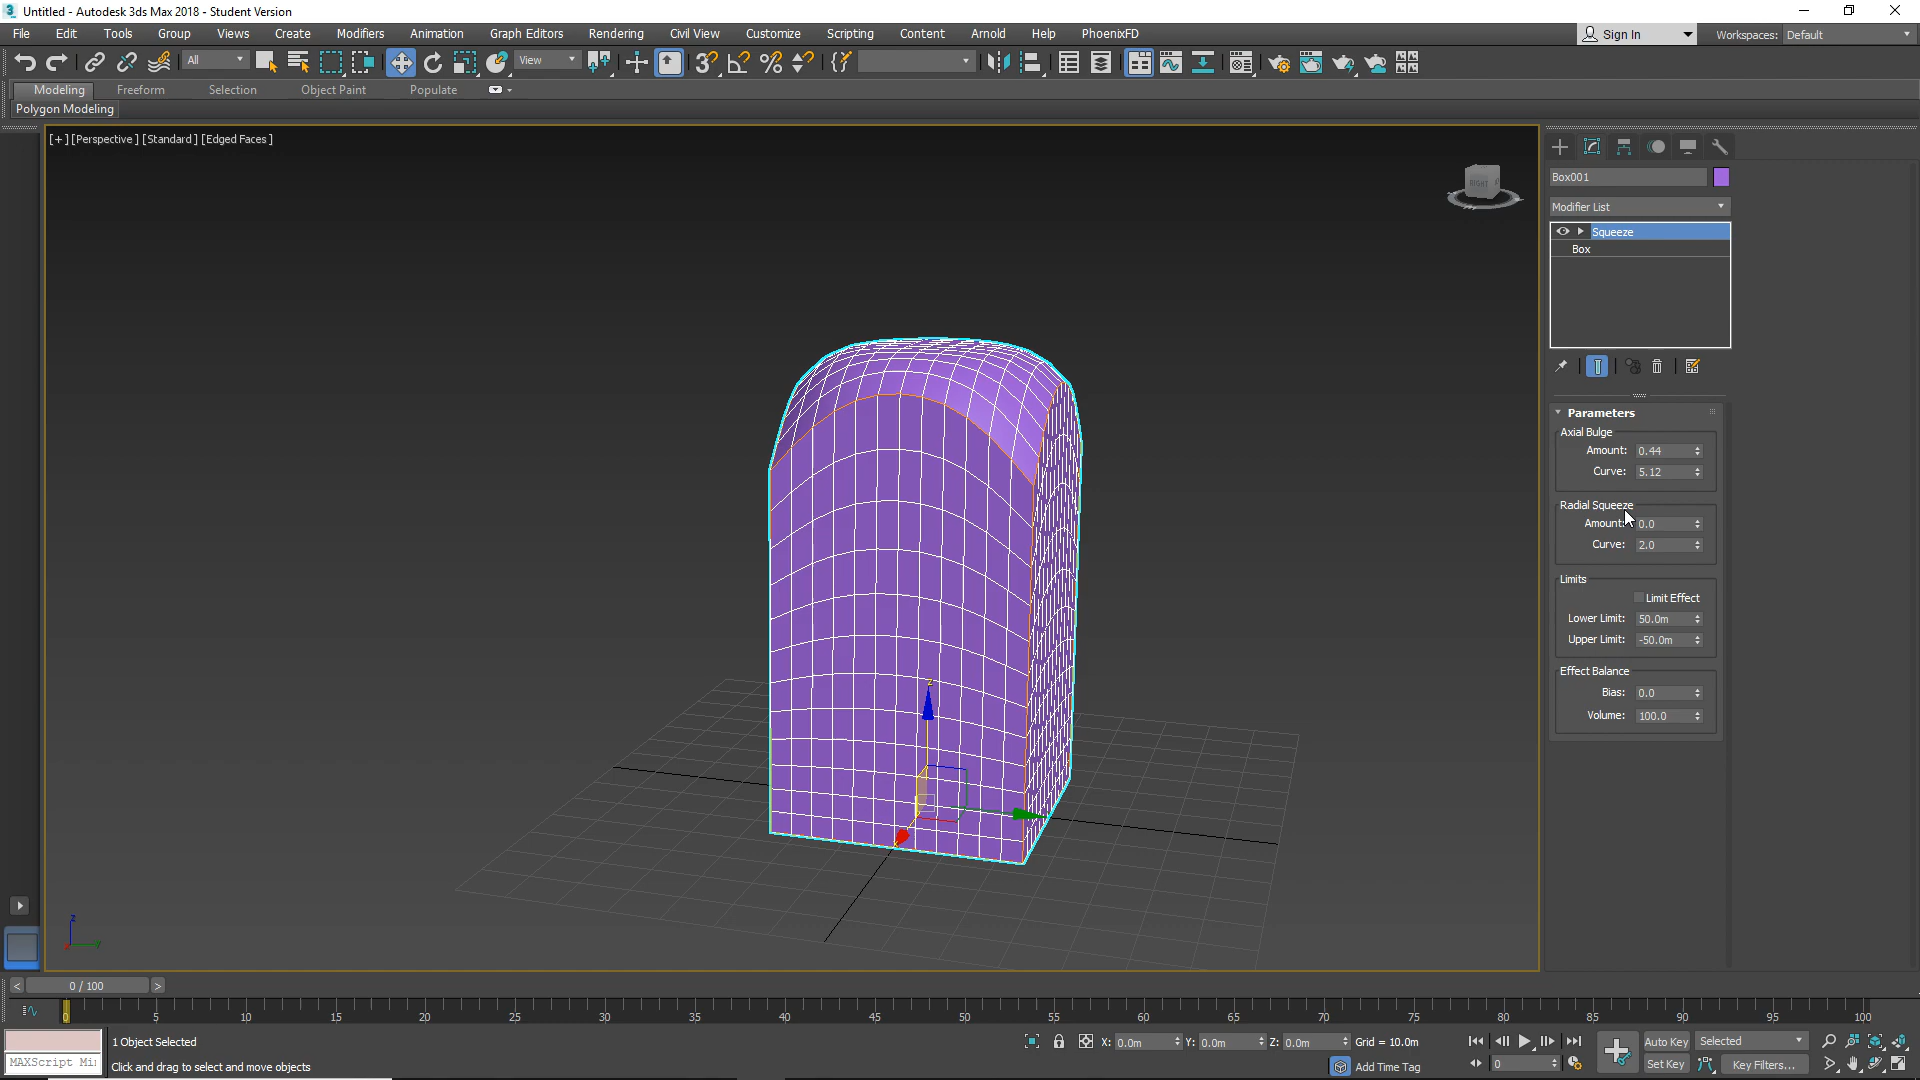 3 Untitled - Autodesk 3ds Max 2018 - Student Version
File Edit Tools Group Views Create Modifiers Animation Graph Editors Rendering Civil View Customize Scripting Content Arnold Help PhoenixFD
Sign In Workspaces: Default
All View
Modeling Freeform Selection Object Paint Populate
Polygon Modeling
[+] [Perspective] [Standard] [Edged Faces]
RIGHT
Box001
Modifier List
Squeeze
Box
Parameters
Axial Bulge
Amount: 0.44
Curve: 5.12
Radial Squeeze
Amount: 0.0
Curve: 2.0
Limits
Limit Effect
Lower Limit: 50.0m
Upper Limit: -50.0m
Effect Balance
Bias: 0.0
Volume: 100.0
z
z
x y
< 0 / 100 >
0 5 10 15 20 25 30 35 40 45 50 55 60 65 70 75 80 85 90 95 100
1 Object Selected
X: 0.0m Y: 0.0m Z: 0.0m Grid = 10.0m
Auto Key Selected
MAXScript Mi
Click and drag to select and move objects
Add Time Tag
0
Set Key Key Filters...